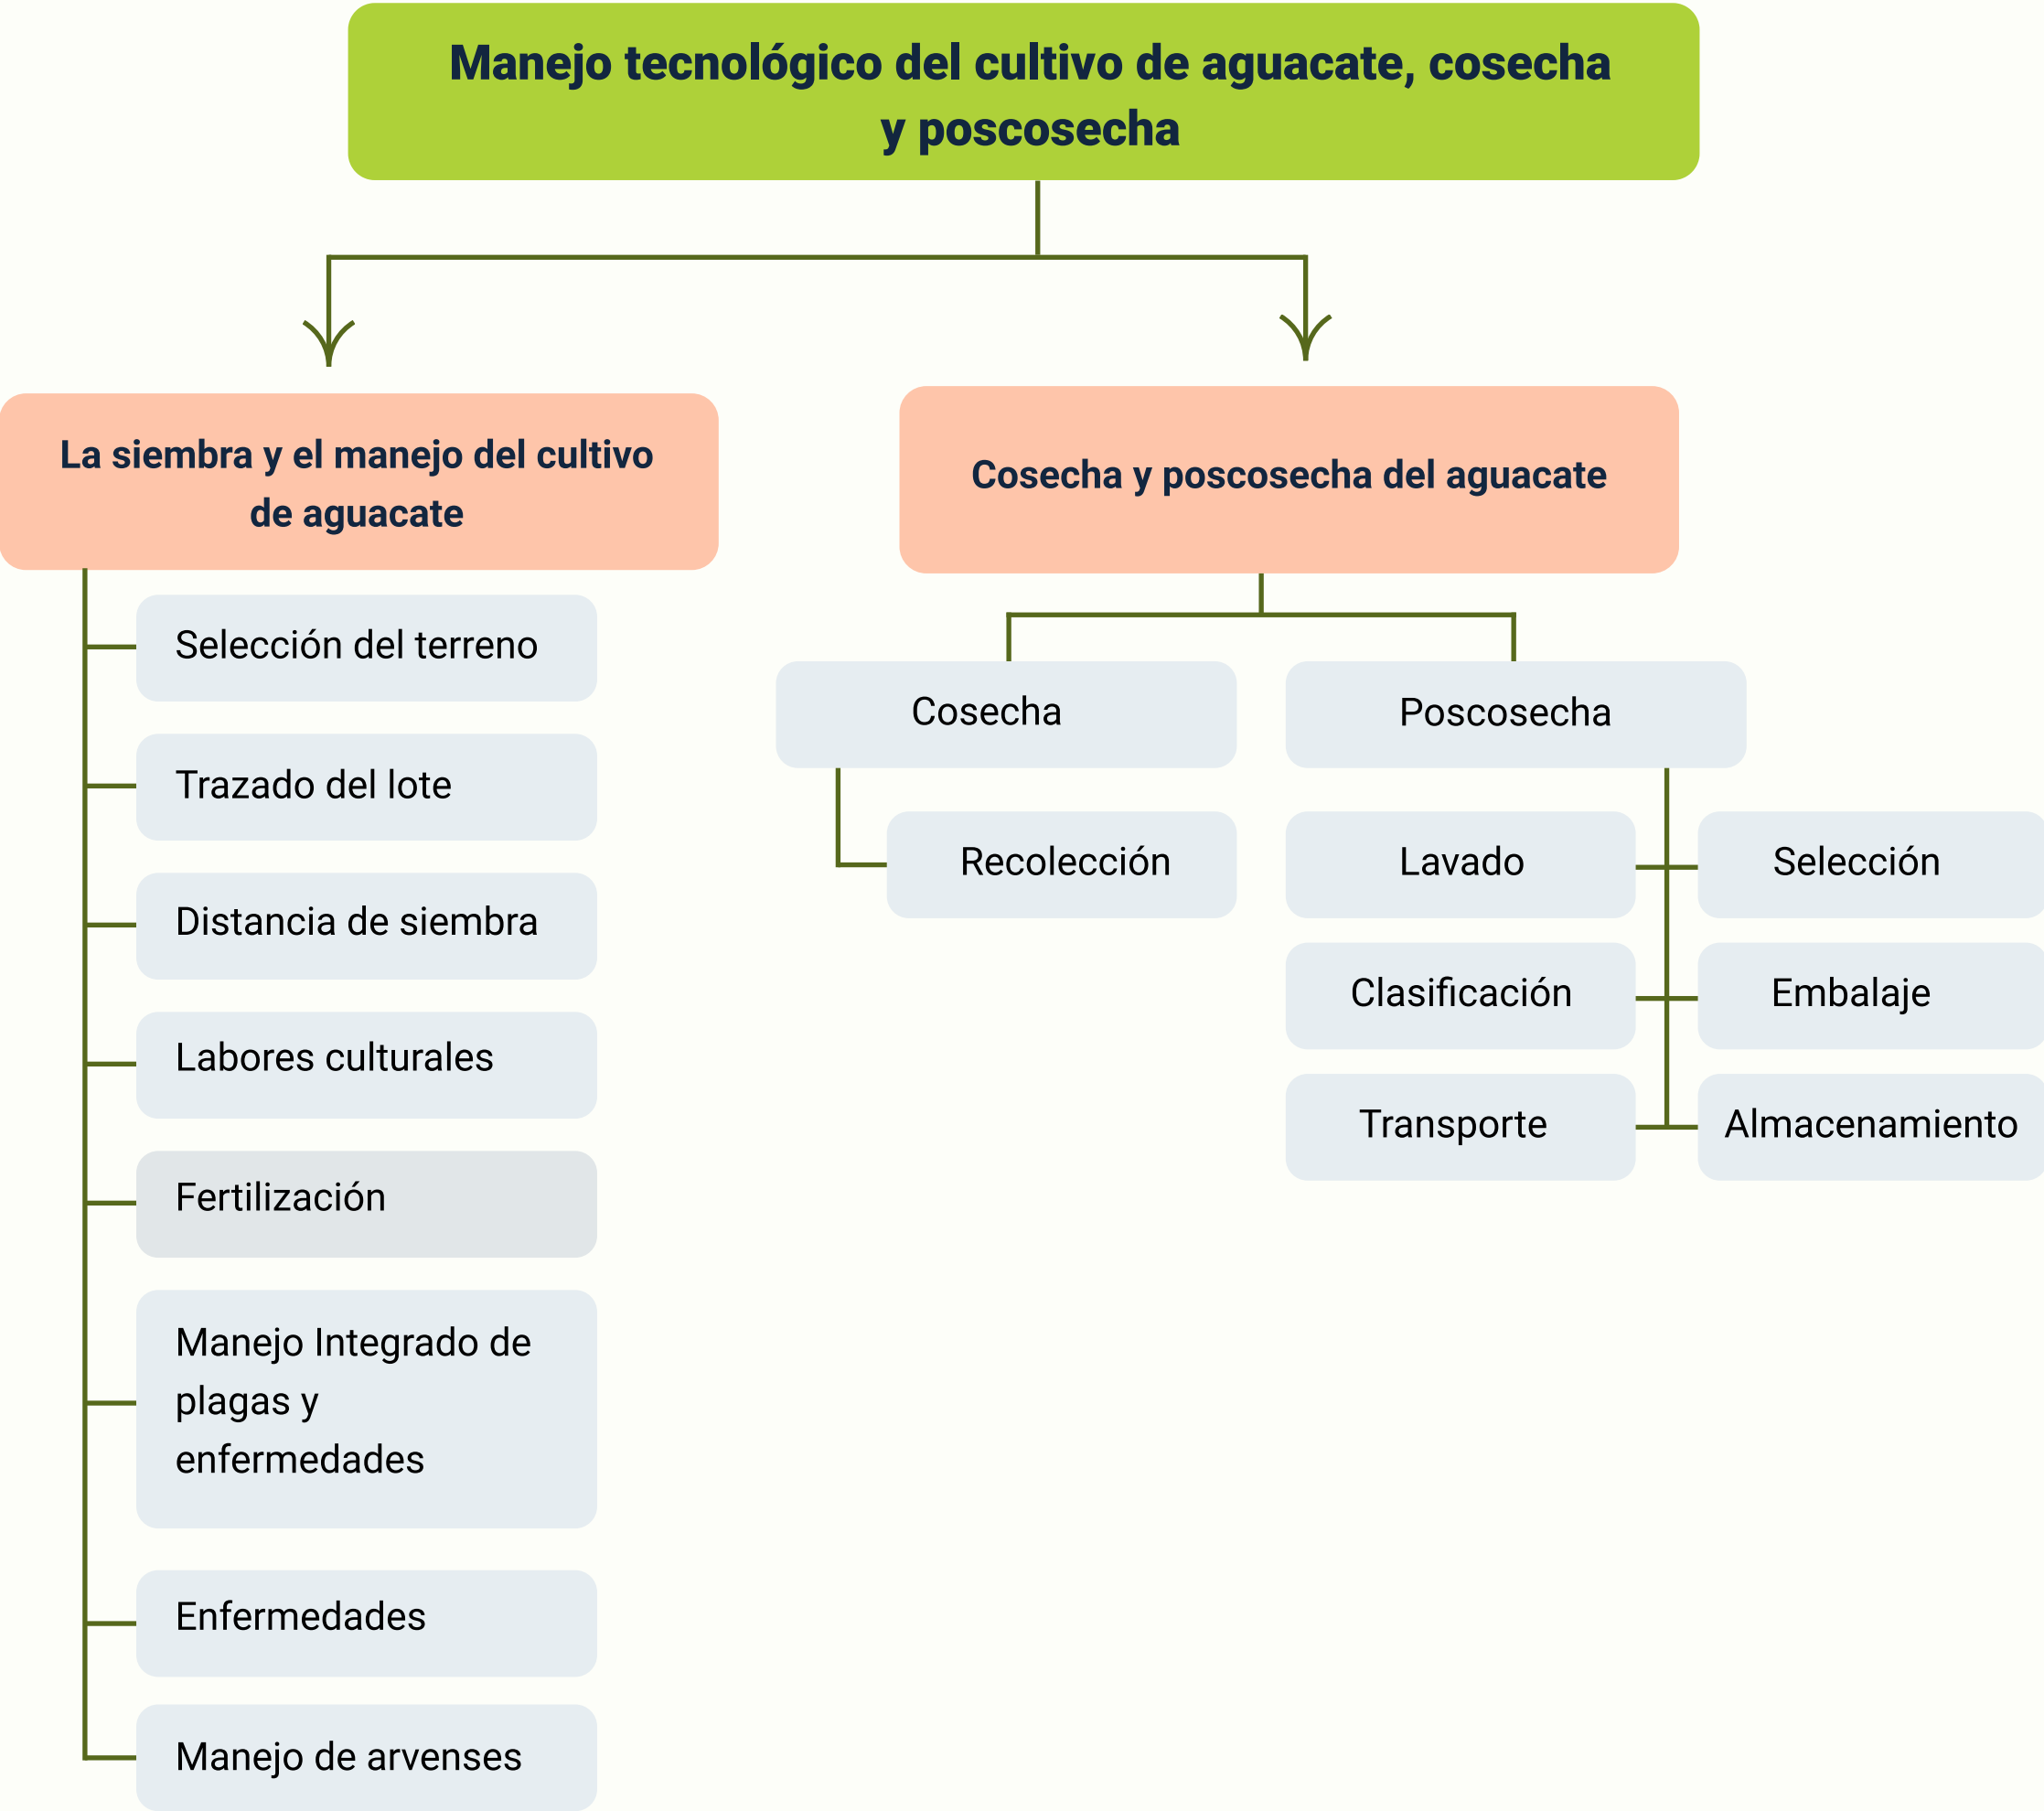 Manejo tecnológico del cultivo de aguacate, cosecha
y poscosecha
La siembra y el manejo del cultivo
de aguacate
Selección del terreno
Trazado del lote
Distancia de siembra
Labores culturales
Fertilización
Manejo Integrado de
plagas y
enfermedades
Enfermedades
Manejo de arvenses
Cosecha y poscosecha del aguacate
Cosecha
Recolección
Poscosecha
Lavado
Selección
Clasificación
Embalaje
Transporte
Almacenamiento